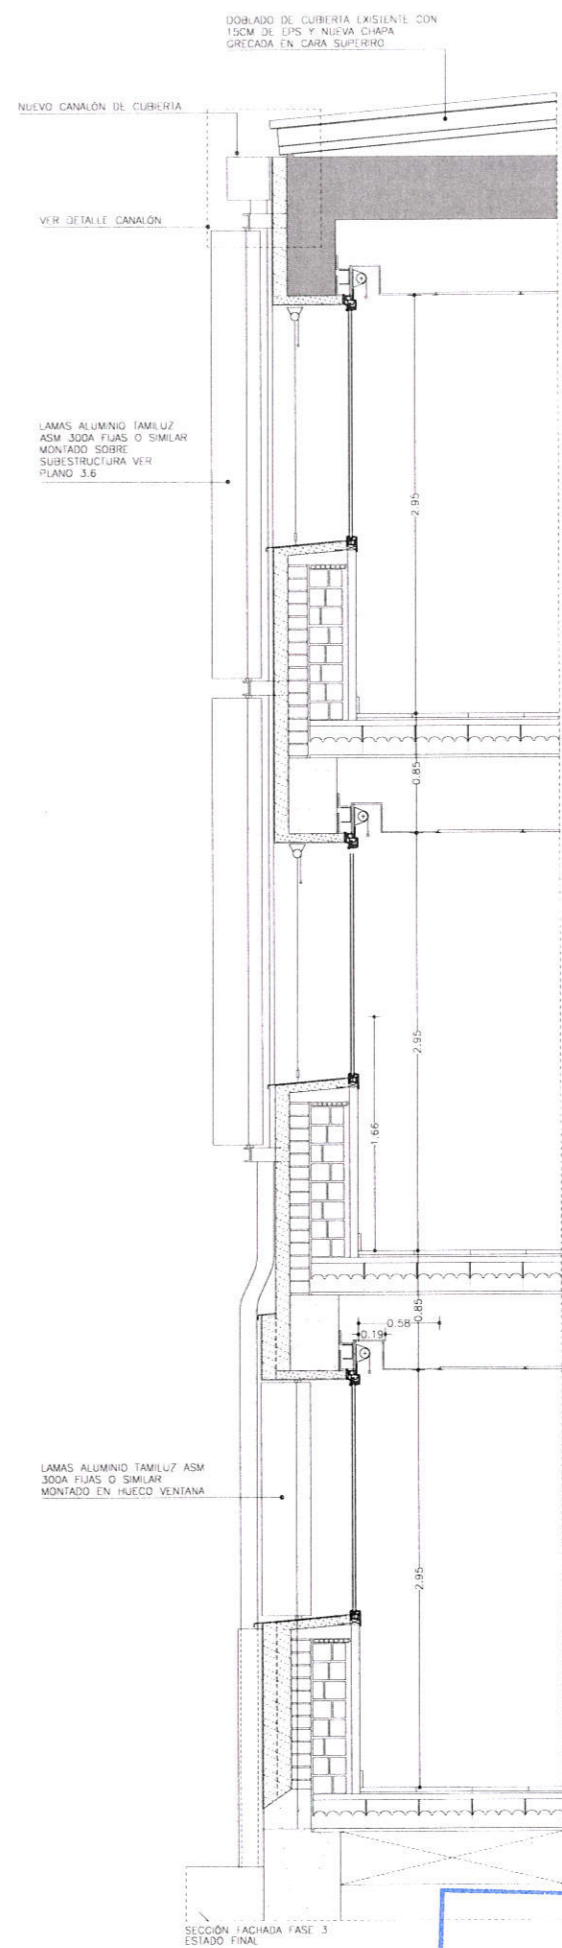 DOBLADO DE CUBIERTA EXISTENTE CON
15CM DE EPS Y NUEVA CHAPA
GRECADA EN CARA SUPERIRO
NUEVO CANALÓN DE CUBIERTA
VER DETALLE CANALÓN
LAMAS ALUMINIO TAMILUZ
ASM 300A FIJAS O SIMILAR
MONTADO SOBRE
SUBESTRUCTURA VER
PLANO 3.6
2.95
0.85
2.95
1.66
0.85
0.58
0.19
LAMAS ALUMINIO TAMILUZ ASM
300A FIJAS O SIMILAR
MONTADO EN HUECO VENTANA
2.95
SECCIÓN FACHADA FASE 3
ESTADO FINAL